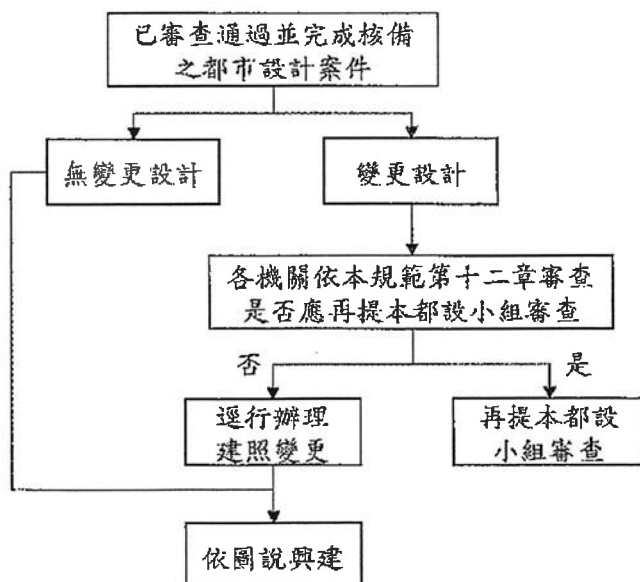 已審查通過並完成核備
之都市設計案件
無變更設計
變更設計
各機關依本規範第十二章審查
是否應再提本都設小組審查
否
是
逕行辦理
建照變更
再提本都設
小組審查
依圖說興建